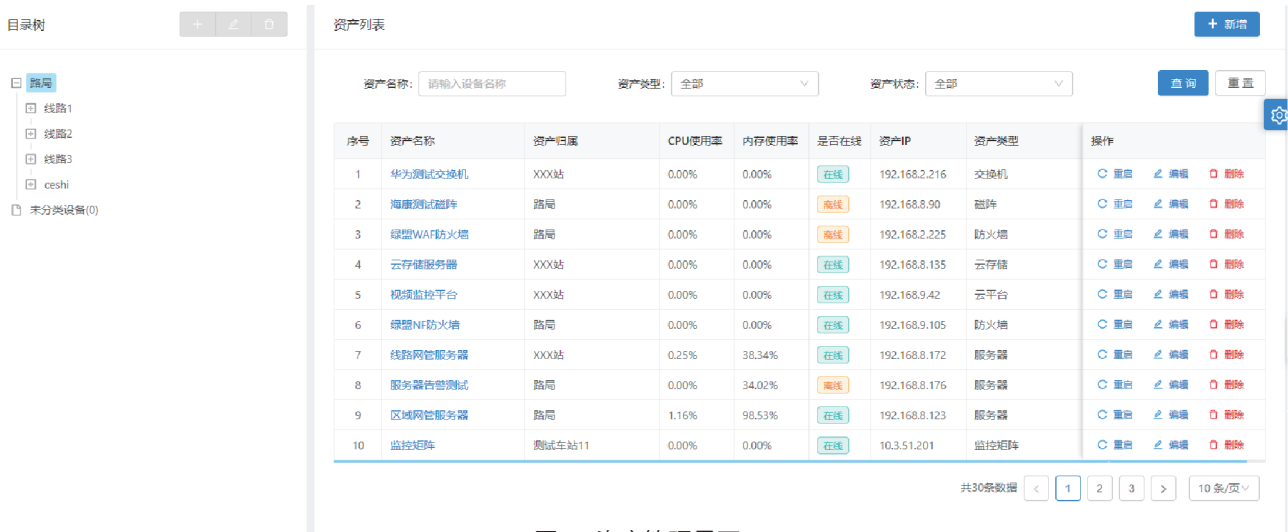 目录树
路局
线路1
线路2
线路3
ceshi
未分类设备(0)
资产列表
新增
资产名称: 请输入设备名称 资产类型: 全部 资产状态: 全部 查询 重置
序号 资产名称 资产归属 CPU使用率 内存使用率 是否在线 资产IP 资产类型 操作
1 华为测试交换机 XXX站 0.00% 0.00% 在线 192.168.2.216 交换机 重启 编辑 删除
2 海康测试磁阵 路局 0.00% 0.00% 离线 192.168.8.90 磁阵 重启 编辑 删除
3 绿盟WAF防火墙 路局 0.00% 0.00% 离线 192.168.2.225 防火墙 重启 编辑 删除
4 云存储服务器 XXX站 0.00% 0.00% 在线 192.168.8.135 云存储 重启 编辑 删除
5 视频监控平台 XXX站 0.00% 0.00% 在线 192.168.9.42 云平台 重启 编辑 删除
6 绿盟NF防火墙 路局 0.00% 0.00% 在线 192.168.9.105 防火墙 重启 编辑 删除
7 线路网管服务器 XXX站 0.25% 38.34% 在线 192.168.8.172 服务器 重启 编辑 删除
8 服务器告警测试 路局 0.00% 34.02% 离线 192.168.8.176 服务器 重启 编辑 删除
9 区域网管服务器 路局 1.16% 98.53% 在线 192.168.8.123 服务器 重启 编辑 删除
10 监控矩阵 测试车站11 0.00% 0.00% 在线 10.3.51.201 监控矩阵 重启 编辑 删除
共30条数据 < 1 2 3 > 10 条/页